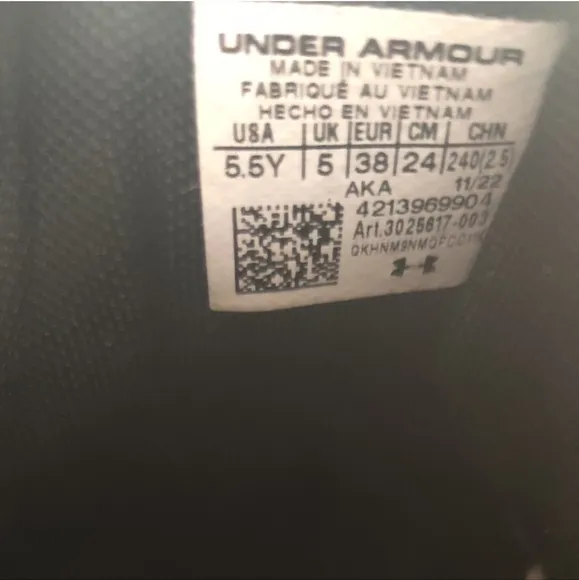 UNDER ARMOUR
MADE IN VIETNAM
FABRIQUÉ AU VIETNAM
HECHO EN VIETNAM
USA UK EUR CM CHN
5.5Y 5 38 24 240(2.5)
AKA 11/22
4213969904
Art.3025617-003